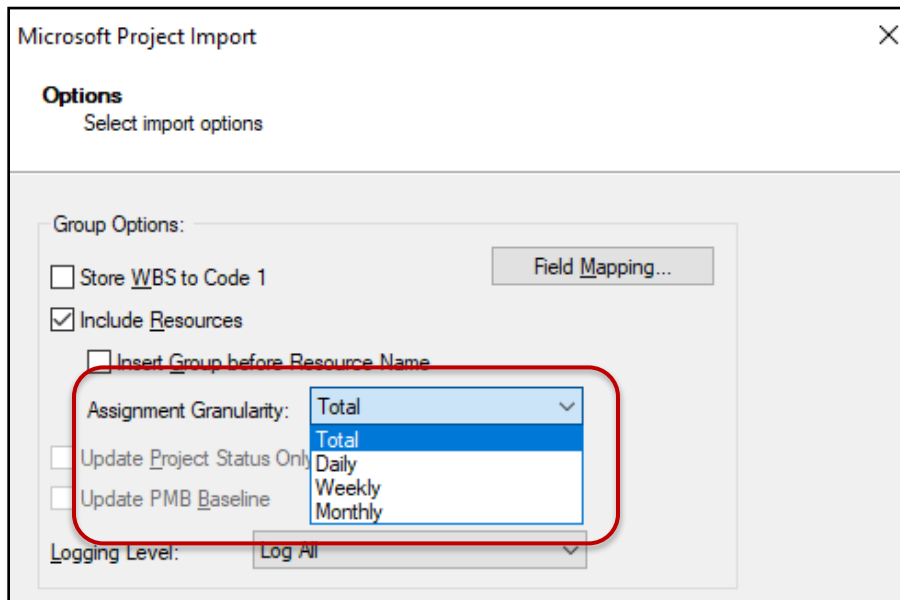 Microsoft Project Import
Options
Select import options
Group Options:
Store WBS to Code 1
Field Mapping...
Include Resources
Insert Group before Resource Name
Assignment Granularity: Total
Total
Update Project Status Only
Daily
Weekly
Update PMB Baseline
Monthly
Logging Level: Log All